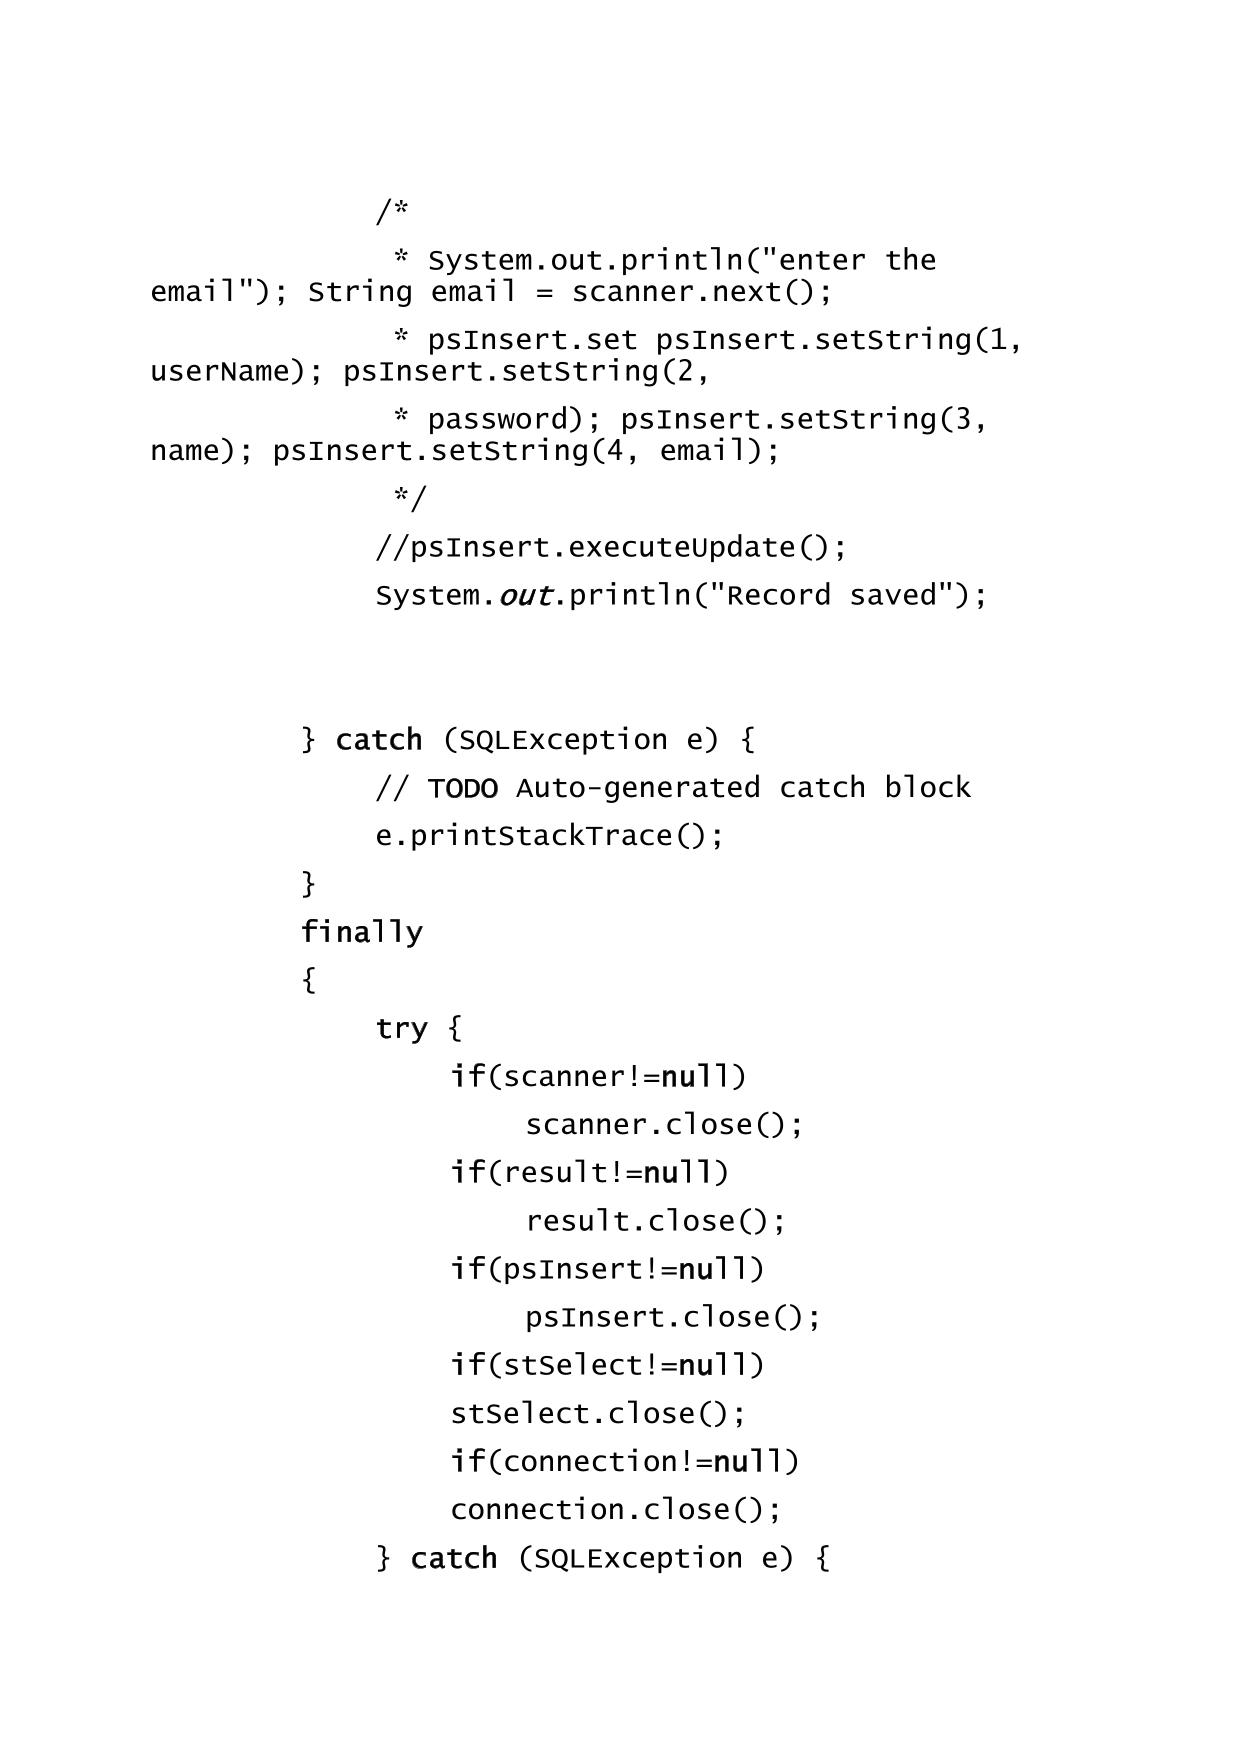 /*
* System.out.println("enter the
email"); String email = scanner.next();
* psInsert.set psInsert.setString(1,
userName); psInsert.setString(2,
* password); psInsert.setString(3,
name); psInsert.setString(4, email);
*/
//psInsert.executeUpdate();
System.out.println("Record saved");
} catch (SQLException e) {
// TODO Auto-generated catch block
e.printStackTrace();
}
finally
{
try {
if(scanner!=null)
scanner.close();
if(result!=null)
result.close();
if(psInsert!=null)
psInsert.close();
if(stSelect!=null)
stSelect.close();
if(connection!=null)
connection.close();
} catch (SQLException e) {